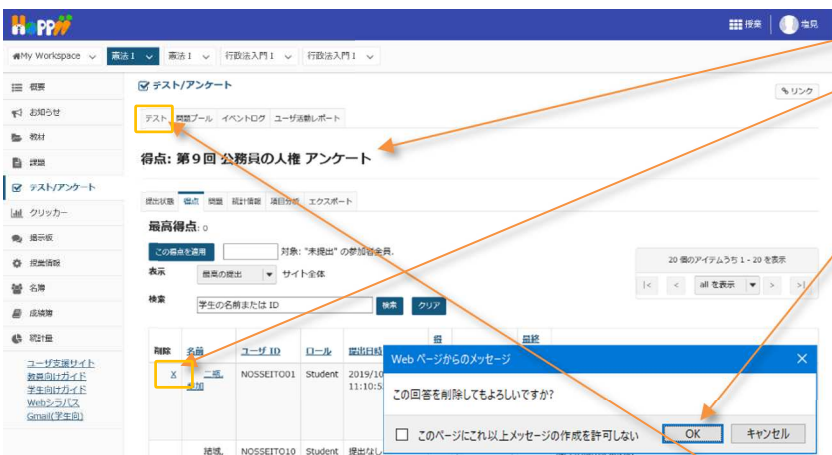 HoPPii
授業 塩見
My Workspace 憲法 I 憲法 I 行政法入門 I 行政法入門 I
概要
お知らせ
教材
課題
テスト/アンケート
クリッカー
掲示板
授業情報
名簿
成績簿
統計量
ユーザ支援サイト
教員向けガイド
学生向けガイド
Webシラバス
Gmail(学生向)
テスト/アンケート
リンク
テスト 問題プール イベントログ ユーザ活動レポート
得点: 第9回 公務員の人権 アンケート
提出状態 得点 問題 統計情報 項目分析 エクスポート
最高得点: 0
この得点を適用 対象: "未提出" の参加者全員.
表示 最高の提出 サイト全体
検索 学生の名前または ID 検索 クリア
20 個のアイテムうち 1 - 20 を表示
|< < all を表示 > >|
削除 名前 ユーザ ID ロール 提出日時 最終
X 二瓶, NOSSEITO01 Student 2019/10
参加 11:10:5
結城, NOSSEITO10 Student 提出なし
Web ページからのメッセージ
この回答を削除してもよろしいですか?
このページにこれ以上メッセージの作成を許可しない
OK キャンセル